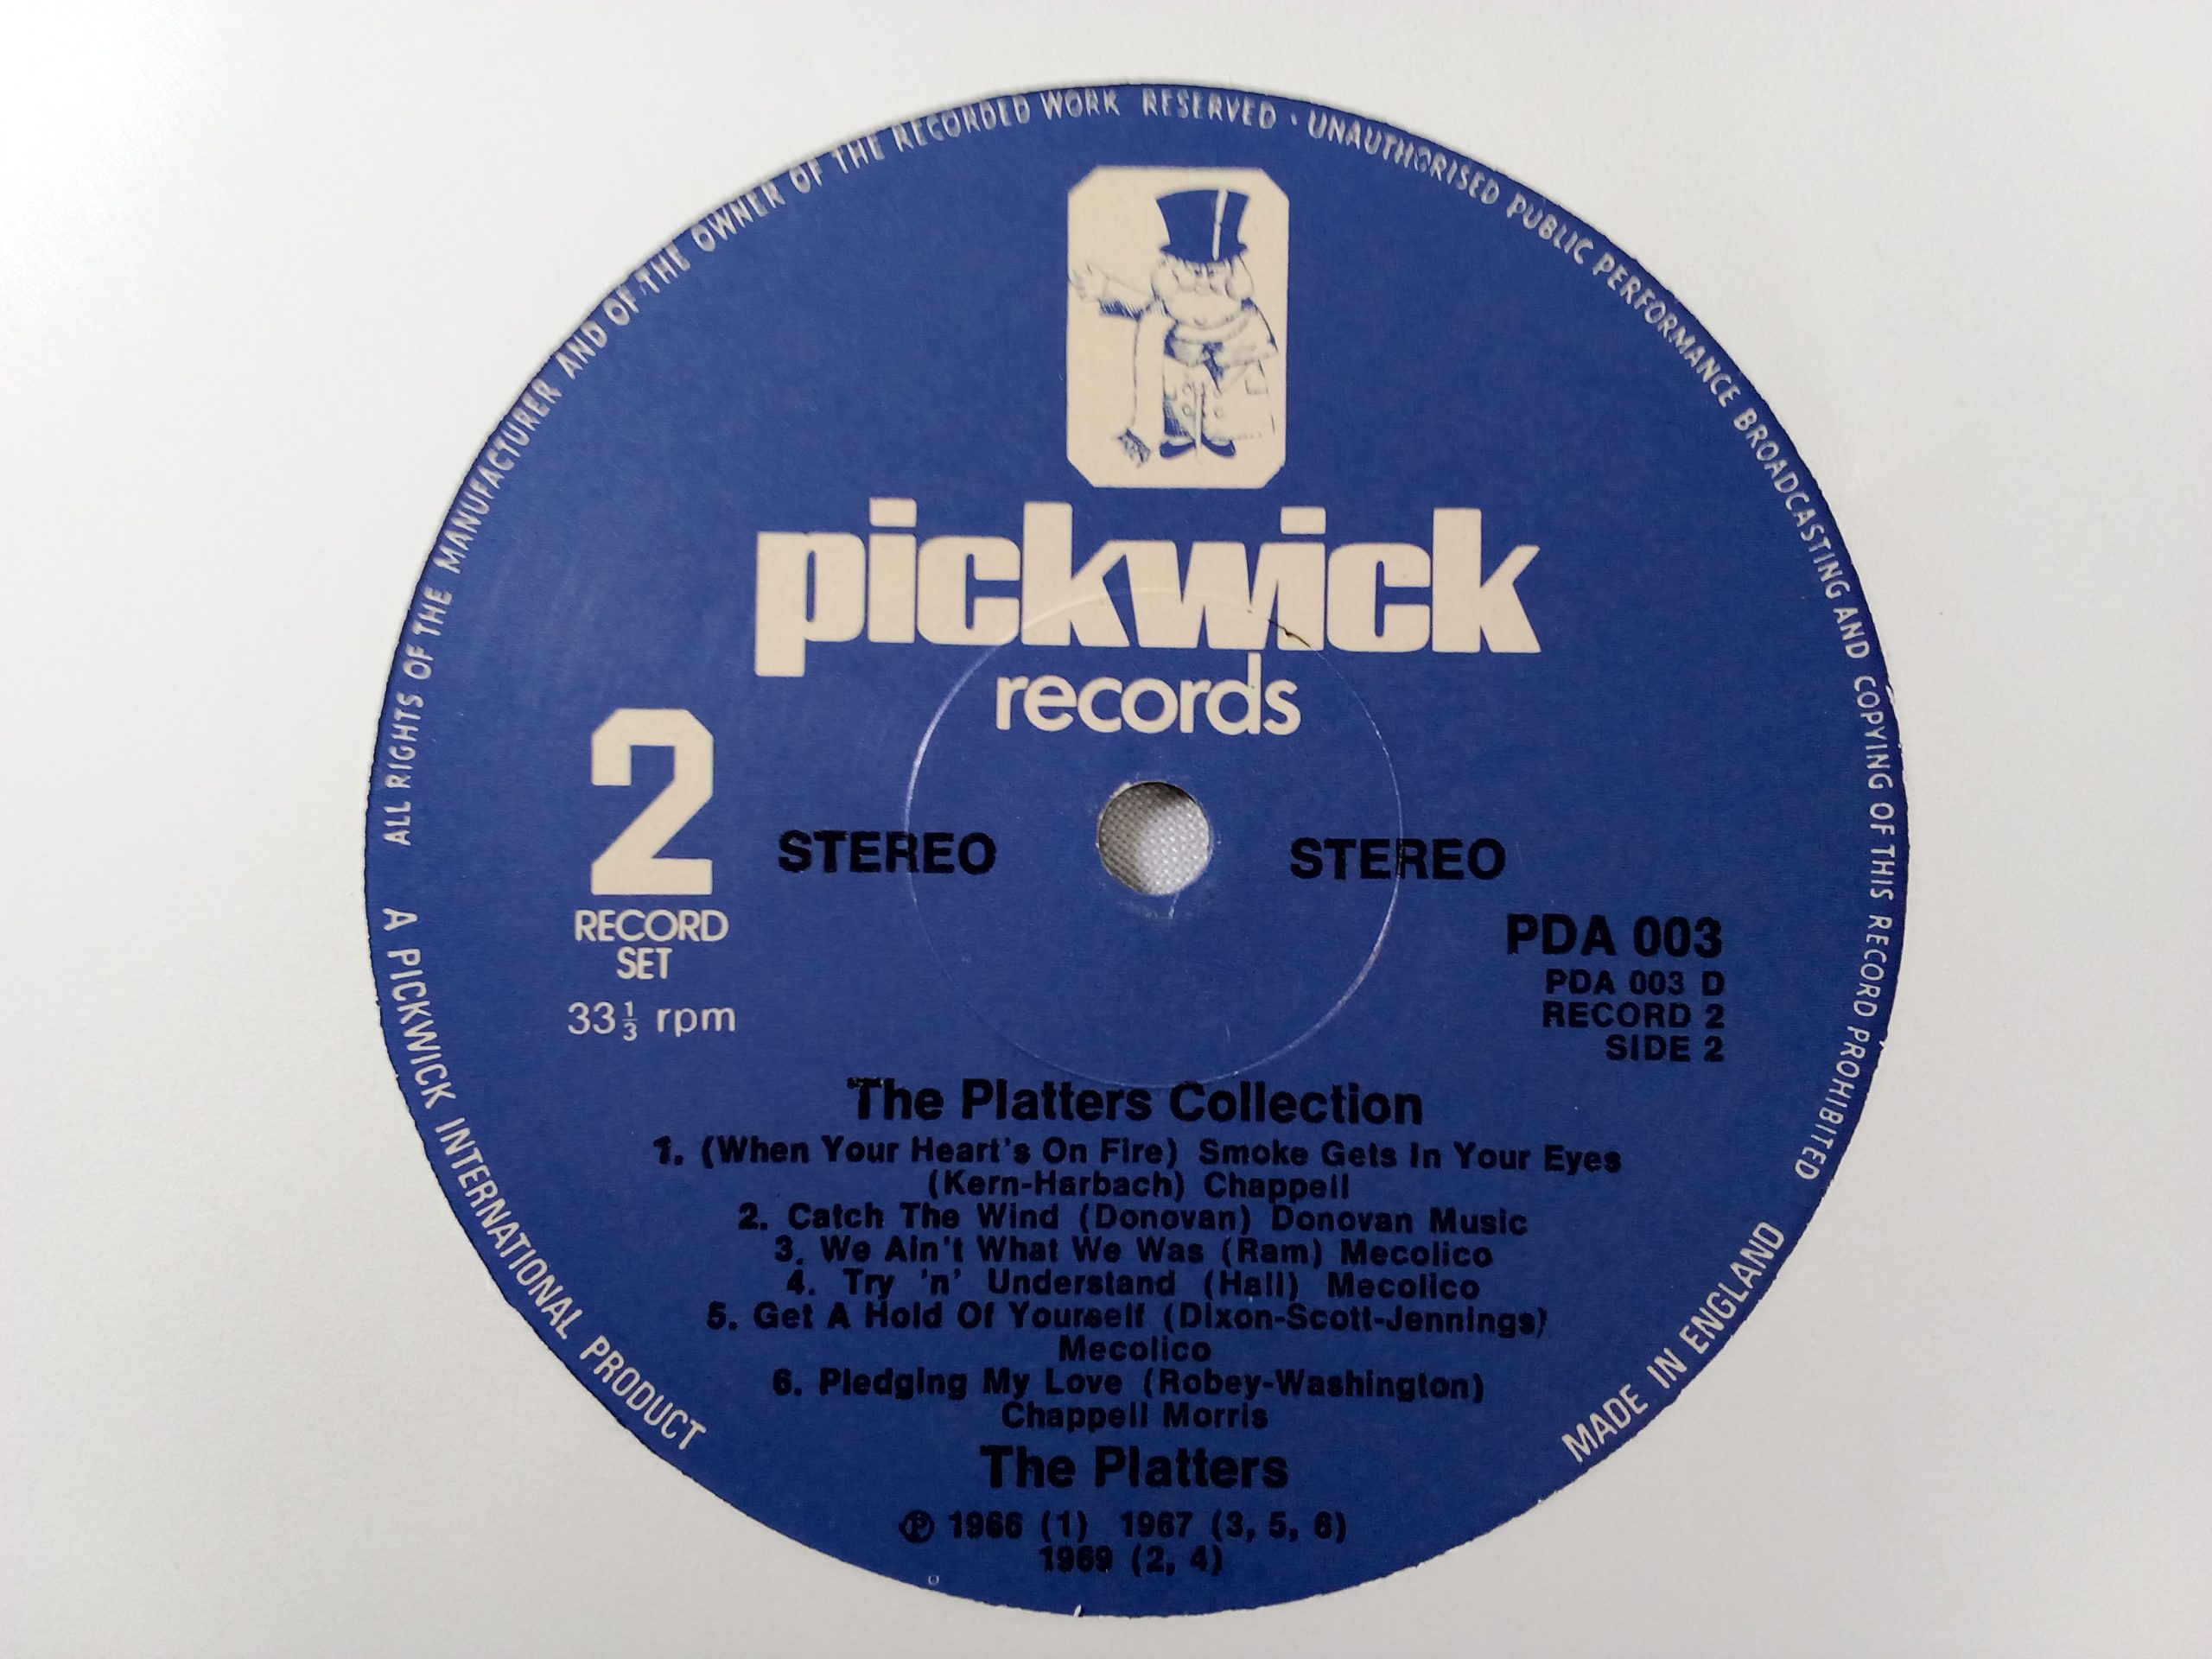 ALL RIGHTS OF THE MANUFACTURER AND OF THE OWNER OF THE RECORDED WORK RESERVED · UNAUTHORISED PUBLIC PERFORMANCE BROADCASTING AND COPYING OF THIS RECORD PROHIBITED
pickwick
records
2
RECORD
SET
33⅓ rpm
STEREO STEREO
PDA 003
PDA 003 D
RECORD 2
SIDE 2
The Platters Collection
1. (When Your Heart's On Fire) Smoke Gets In Your Eyes
(Kern-Harbach) Chappell
2. Catch The Wind (Donovan) Donovan Music
3. We Ain't What We Was (Ram) Mecolico
4. Try 'n' Understand (Hall) Mecolico
5. Get A Hold Of Yourself (Dixon-Scott-Jennings)
Mecolico
6. Pledging My Love (Robey-Washington)
Chappell Morris
The Platters
℗ 1966 (1) 1967 (3, 5, 6)
1969 (2, 4)
A PICKWICK INTERNATIONAL PRODUCT
MADE IN ENGLAND